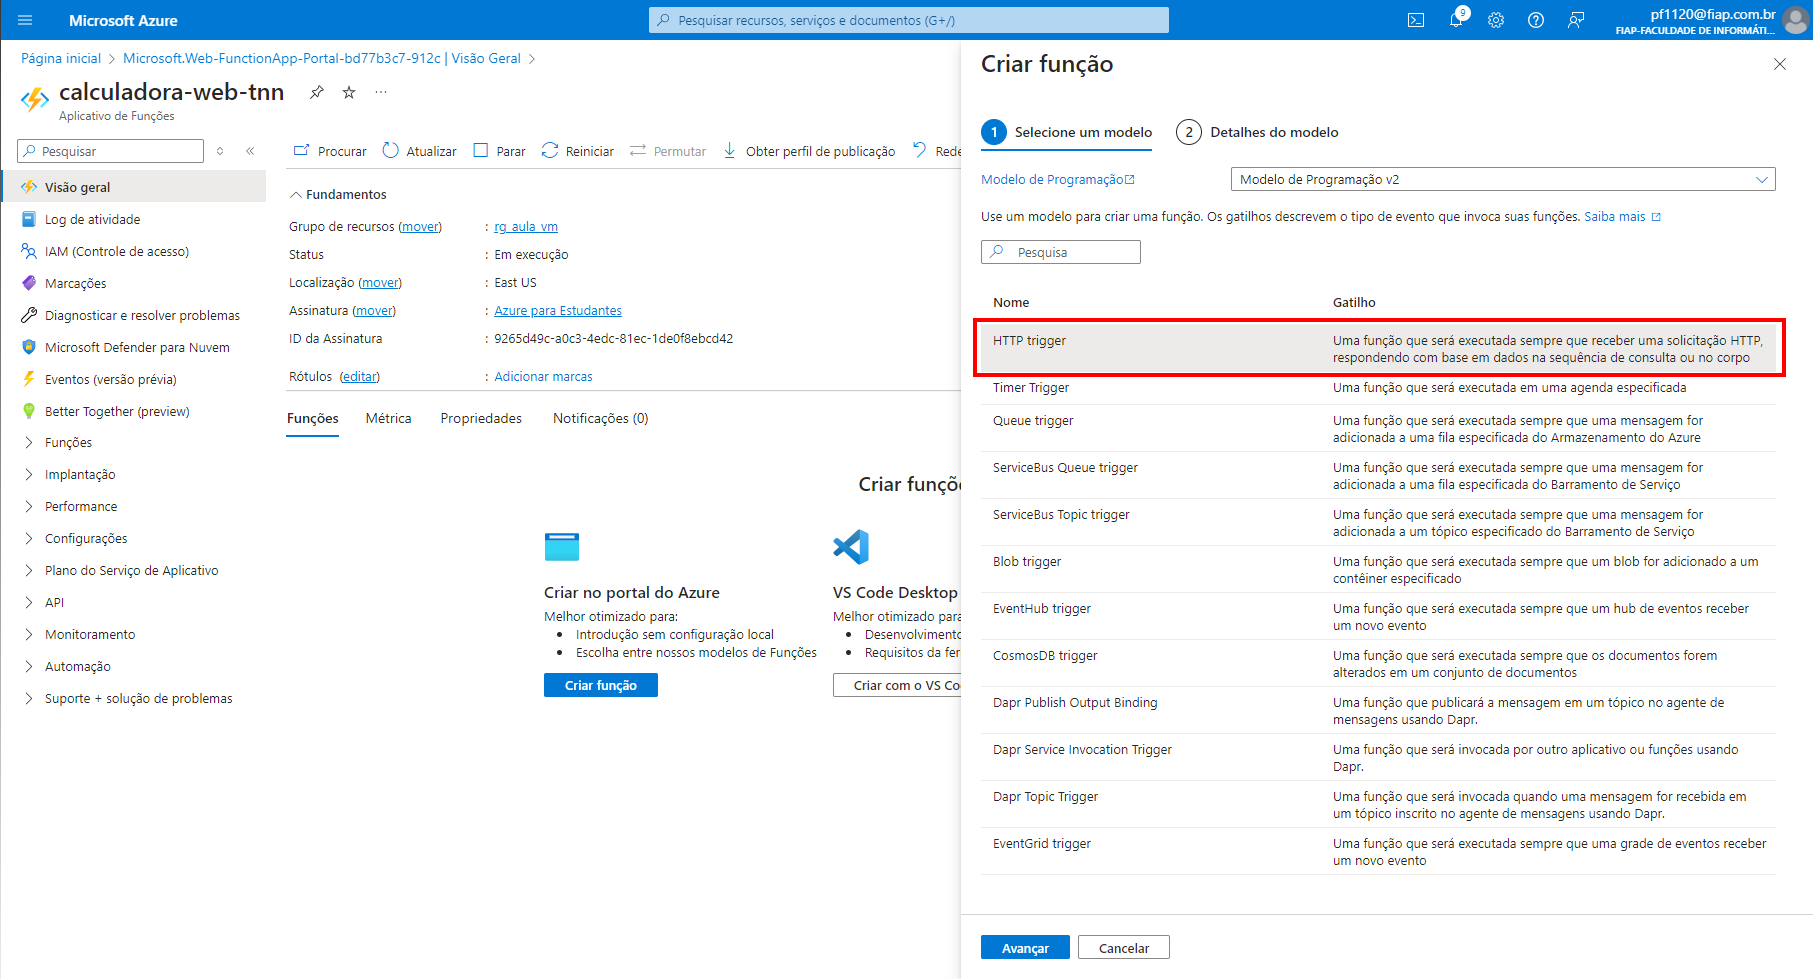 Microsoft Azure
Pesquisar recursos, serviços e documentos (G+/)
9
pf1120@fiap.com.br
FIAP-FACULDADE DE INFORMÁTI...
Página inicial > Microsoft.Web-FunctionApp-Portal-bd77b3c7-912c | Visão Geral >
calculadora-web-tnn
Aplicativo de Funções
Pesquisar
Visão geral
Log de atividade
IAM (Controle de acesso)
Marcações
Diagnosticar e resolver problemas
Microsoft Defender para Nuvem
Eventos (versão prévia)
Better Together (preview)
Funções
Implantação
Performance
Configurações
Plano do Serviço de Aplicativo
API
Monitoramento
Automação
Suporte + solução de problemas
Procurar Atualizar Parar Reiniciar Permutar Obter perfil de publicação Rede
Fundamentos
Grupo de recursos (mover) : rg_aula_vm
Status : Em execução
Localização (mover) : East US
Assinatura (mover) : Azure para Estudantes
ID da Assinatura : 9265d49c-a0c3-4edc-81ec-1de0f8ebcd42
Rótulos (editar) : Adicionar marcas
Funções Métrica Propriedades Notificações (0)
Criar funçõ
Criar no portal do Azure
Melhor otimizado para:
• Introdução sem configuração local
• Escolha entre nossos modelos de Funções
Criar função
VS Code Desktop
Melhor otimizado para
• Desenvolvimento
• Requisitos da fer
Criar com o VS Co
Criar função
1 Selecione um modelo 2 Detalhes do modelo
Modelo de Programação Modelo de Programação v2
Use um modelo para criar uma função. Os gatilhos descrevem o tipo de evento que invoca suas funções. Saiba mais
Pesquisa
Nome Gatilho
HTTP trigger Uma função que será executada sempre que receber uma solicitação HTTP,
respondendo com base em dados na sequência de consulta ou no corpo
Timer Trigger Uma função que será executada em uma agenda especificada
Queue trigger Uma função que será executada sempre que uma mensagem for
adicionada a uma fila especificada do Armazenamento do Azure
ServiceBus Queue trigger Uma função que será executada sempre que uma mensagem for
adicionada a uma fila especificada do Barramento de Serviço
ServiceBus Topic trigger Uma função que será executada sempre que uma mensagem for
adicionada a um tópico especificado do Barramento de Serviço
Blob trigger Uma função que será executada sempre que um blob for adicionado a um
contêiner especificado
EventHub trigger Uma função que será executada sempre que um hub de eventos receber
um novo evento
CosmosDB trigger Uma função que será executada sempre que os documentos forem
alterados em um conjunto de documentos
Dapr Publish Output Binding Uma função que publicará a mensagem em um tópico no agente de
mensagens usando Dapr.
Dapr Service Invocation Trigger Uma função que será invocada por outro aplicativo ou funções usando
Dapr.
Dapr Topic Trigger Uma função que será invocada quando uma mensagem for recebida em
um tópico inscrito no agente de mensagens usando Dapr.
EventGrid trigger Uma função que será executada sempre que uma grade de eventos receber
um novo evento
Avançar Cancelar